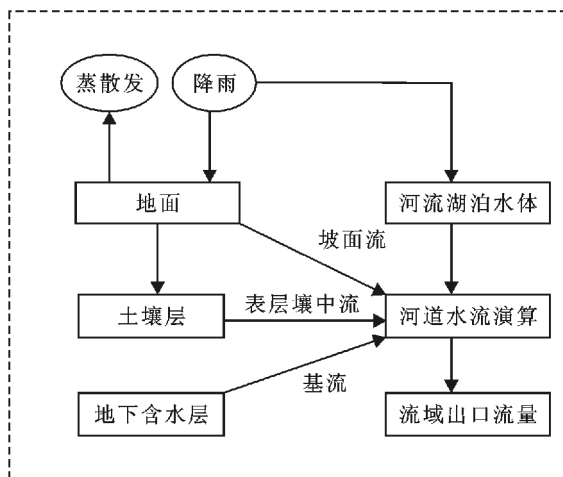 蒸散发
降雨
地面
河流湖泊水体
坡面流
土壤层
表层壤中流
河道水流演算
基流
地下含水层
流域出口流量